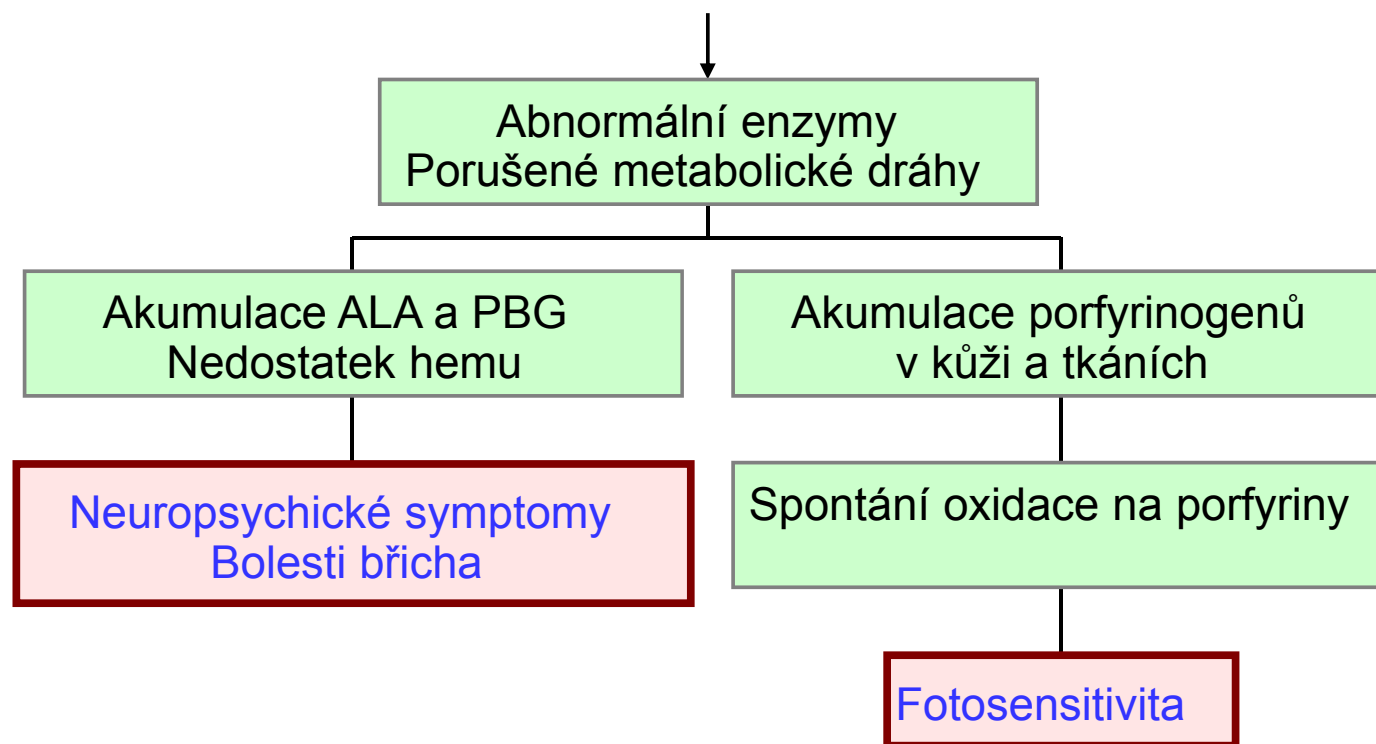 Abnormální enzymy
Porušené metabolické dráhy
Akumulace ALA a PBG
Nedostatek hemu
Akumulace porfyrinogenů
v kůži a tkáních
Neuropsychické symptomy
Bolesti břicha
Spontání oxidace na porfyriny
Fotosensitivita